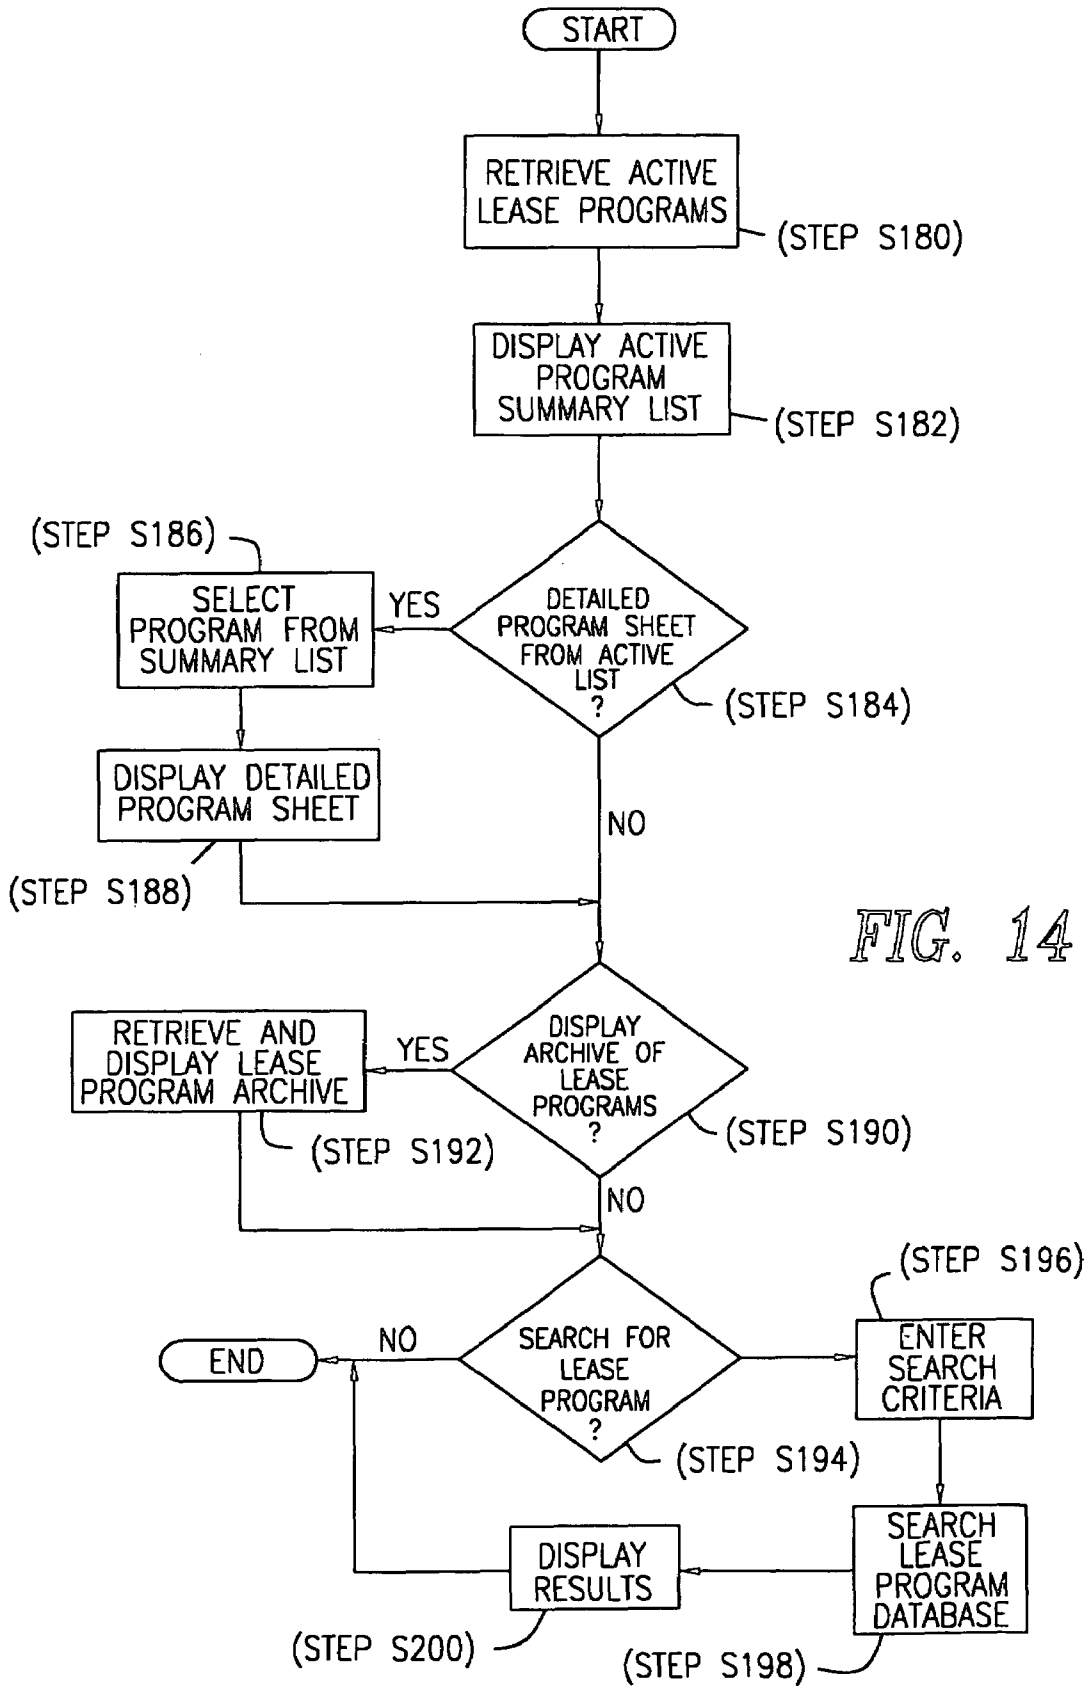 START
RETRIEVE ACTIVE
LEASE PROGRAMS
(STEP S180)
DISPLAY ACTIVE
PROGRAM
SUMMARY LIST
(STEP S182)
(STEP S186)
SELECT
PROGRAM FROM
SUMMARY LIST
YES
DETAILED
PROGRAM SHEET
FROM ACTIVE
LIST
?
(STEP S184)
DISPLAY DETAILED
PROGRAM SHEET
(STEP S188)
NO
FIG. 14
RETRIEVE AND
DISPLAY LEASE
PROGRAM ARCHIVE
YES
DISPLAY
ARCHIVE OF
LEASE
PROGRAMS
?
(STEP S190)
(STEP S192)
NO
(STEP S196)
END
NO
SEARCH FOR
LEASE
PROGRAM
?
(STEP S194)
ENTER
SEARCH
CRITERIA
DISPLAY
RESULTS
(STEP S200)
SEARCH
LEASE
PROGRAM
DATABASE
(STEP S198)